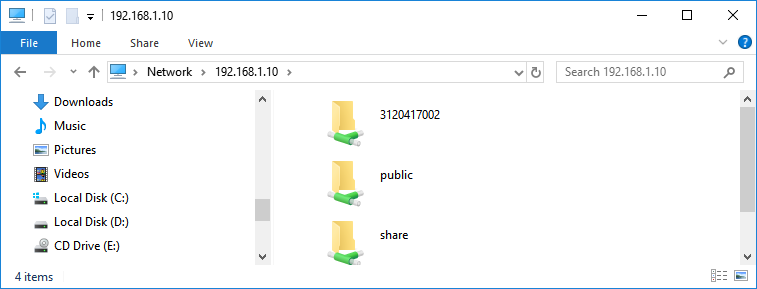 192.168.1.10
File Home Share View
Network 192.168.1.10 Search 192.168.1.10
Downloads
Music
Pictures
Videos
Local Disk (C:)
Local Disk (D:)
CD Drive (E:)
3120417002
public
share
4 items